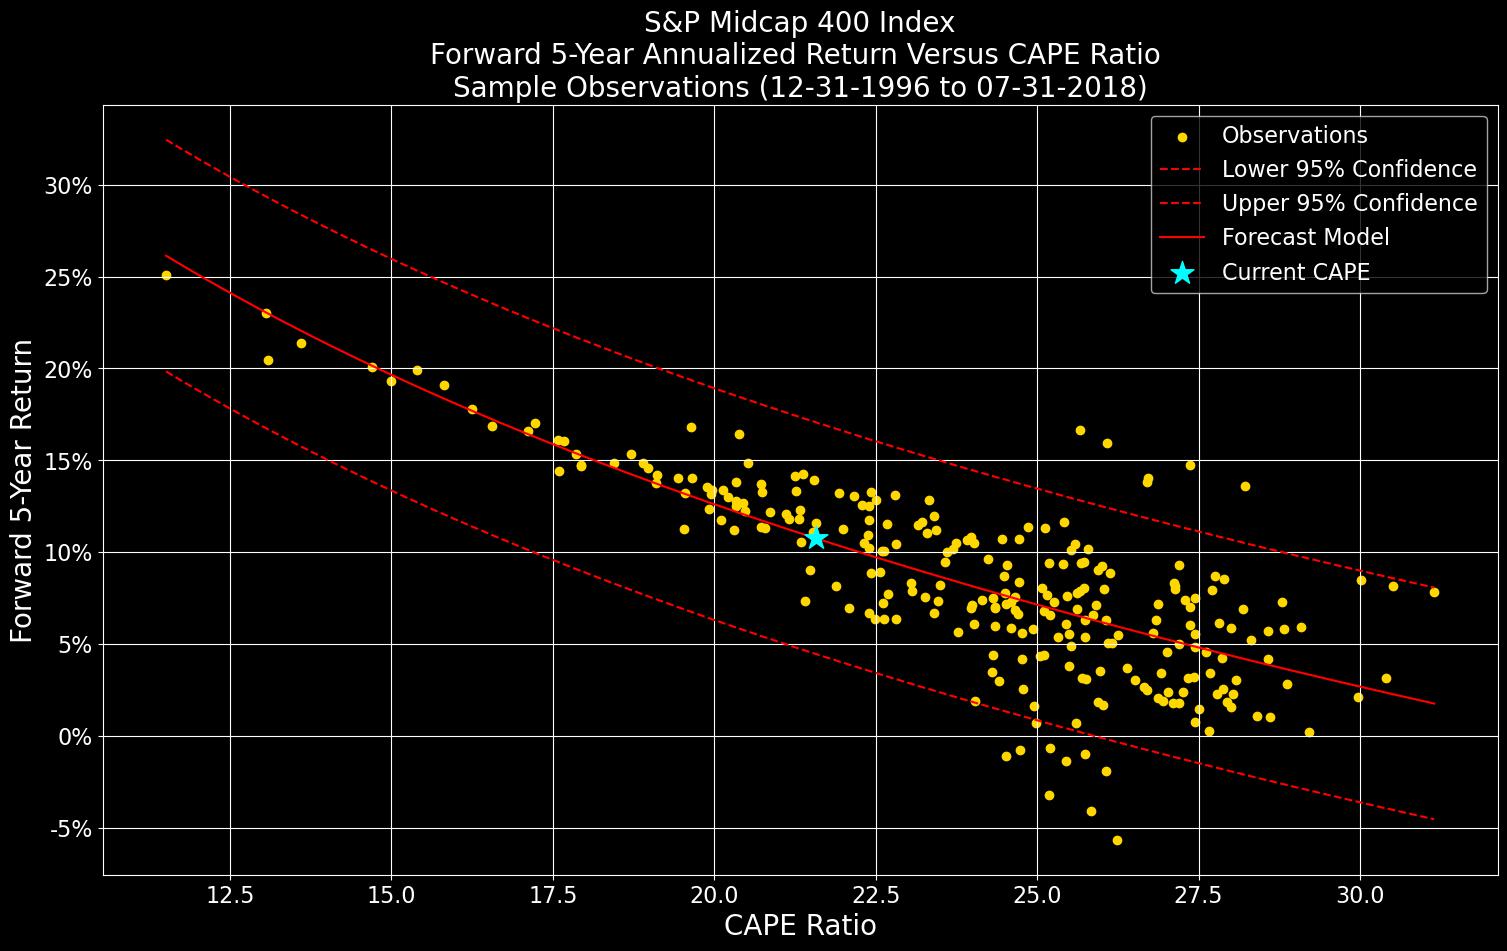 S&P Midcap 400 Index
Forward 5-Year Annualized Return Versus CAPE Ratio
Sample Observations (12-31-1996 to 07-31-2018)
Observations
Lower 95% Confidence
Upper 95% Confidence
Forecast Model
Current CAPE
Forward 5-Year Return
30%
25%
20%
15%
10%
5%
0%
-5%
12.5 15.0 17.5 20.0 22.5 25.0 27.5 30.0
CAPE Ratio